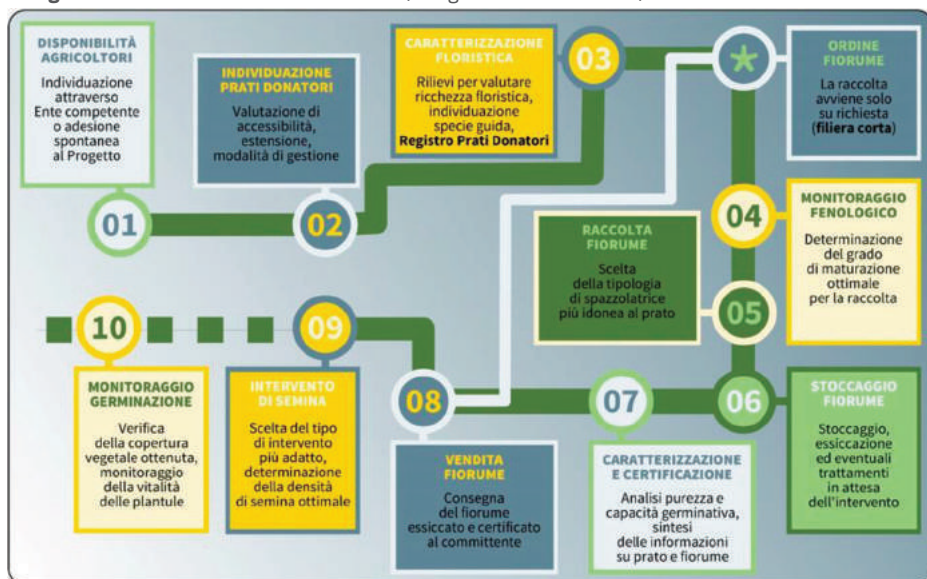 DISPONIBILITÀ
AGRICOLTORI
Individuazione
attraverso
Ente competente
o adesione
spontanea
al Progetto
01
INDIVIDUAZIONE
PRATI DONATORI
Valutazione di
accessibilità,
estensione,
modalità di gestione
02
CARATTERIZZAZIONE
FLORISTICA
Rilievi per valutare
ricchezza floristica,
individuazione
specie guida,
Registro Prati Donatori
03
*
ORDINE
FIORUME
La raccolta
avviene solo
su richiesta
(filiera corta)
04
MONITORAGGIO
FENOLOGICO
Determinazione
del grado
di maturazione
ottimale
per la raccolta
RACCOLTA
FIORUME
Scelta
della tipologia
di spazzolatrice
più idonea al prato
05
06
STOCCAGGIO
FIORUME
Stoccaggio,
essiccazione
ed eventuali
trattamenti
in attesa
dell'intervento
07
CARATTERIZZAZIONE
E CERTIFICAZIONE
Analisi purezza e
capacità germinativa,
sintesi
delle informazioni
su prato e fiorume
08
VENDITA
FIORUME
Consegna
del fiorume
essiccato e certificato
al committente
09
INTERVENTO
DI SEMINA
Scelta del tipo
di intervento
più adatto,
determinazione
della densità
di semina ottimale
10
MONITORAGGIO
GERMINAZIONE
Verifica
della copertura
vegetale ottenuta,
monitoraggio
della vitalità
delle plantule